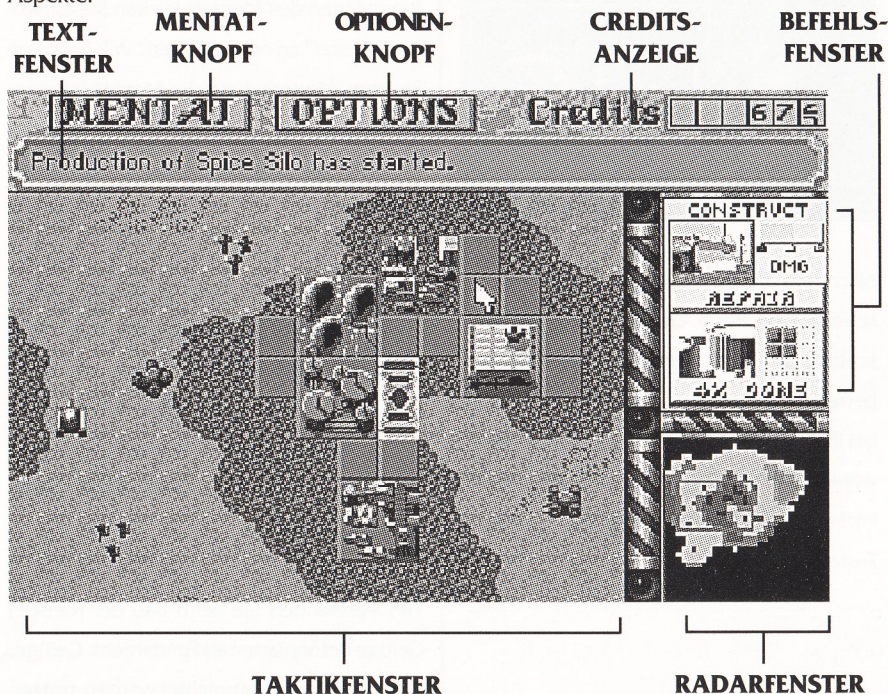 Aspekte.
TEXT-
FENSTER
MENTAT-
KNOPF
OPTIONEN-
KNOPF
CREDITS-
ANZEIGE
BEFEHLS-
FENSTER
MENTAT
OPTIONS
Credits
675
Production of Spice Silo has started.
CONSTRUCT
DMG
REPAIR
4% DONE
TAKTIKFENSTER
RADARFENSTER